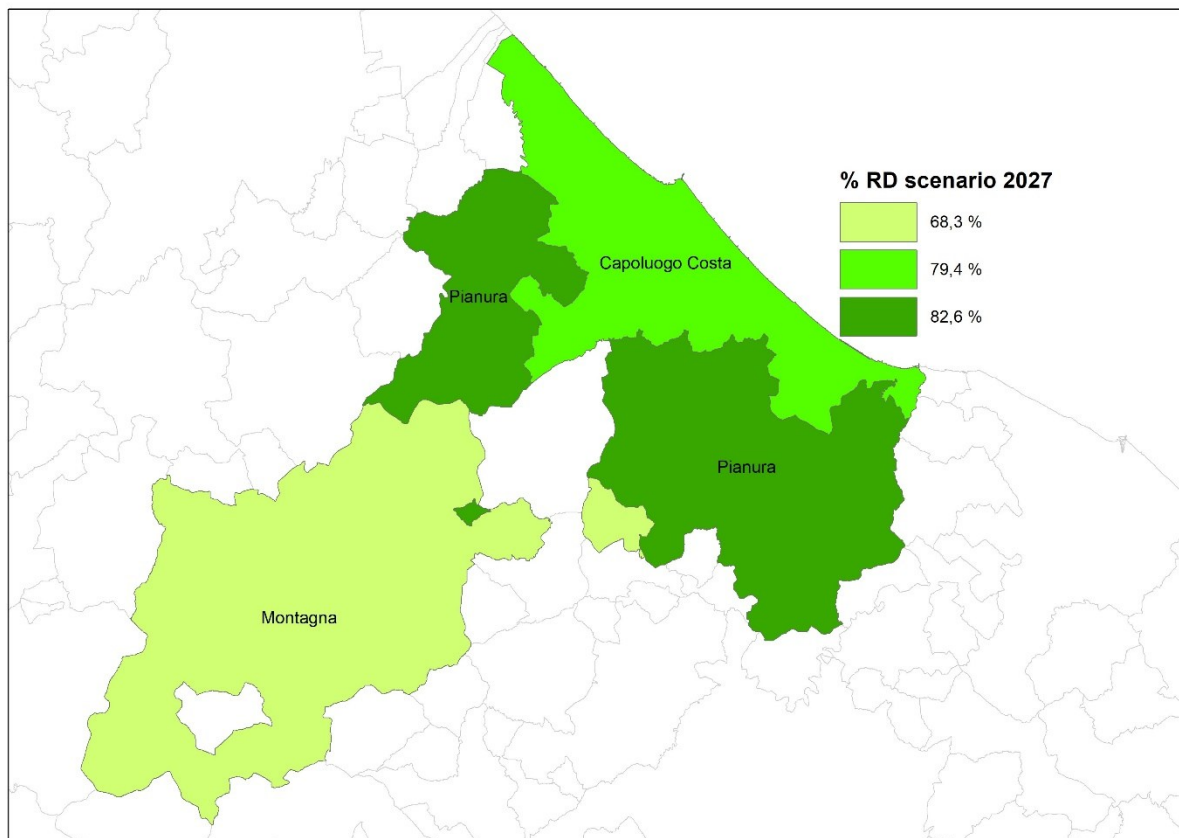 % RD scenario 2027
68,3 %
79,4 %
82,6 %
Capoluogo Costa
Pianura
Pianura
Montagna